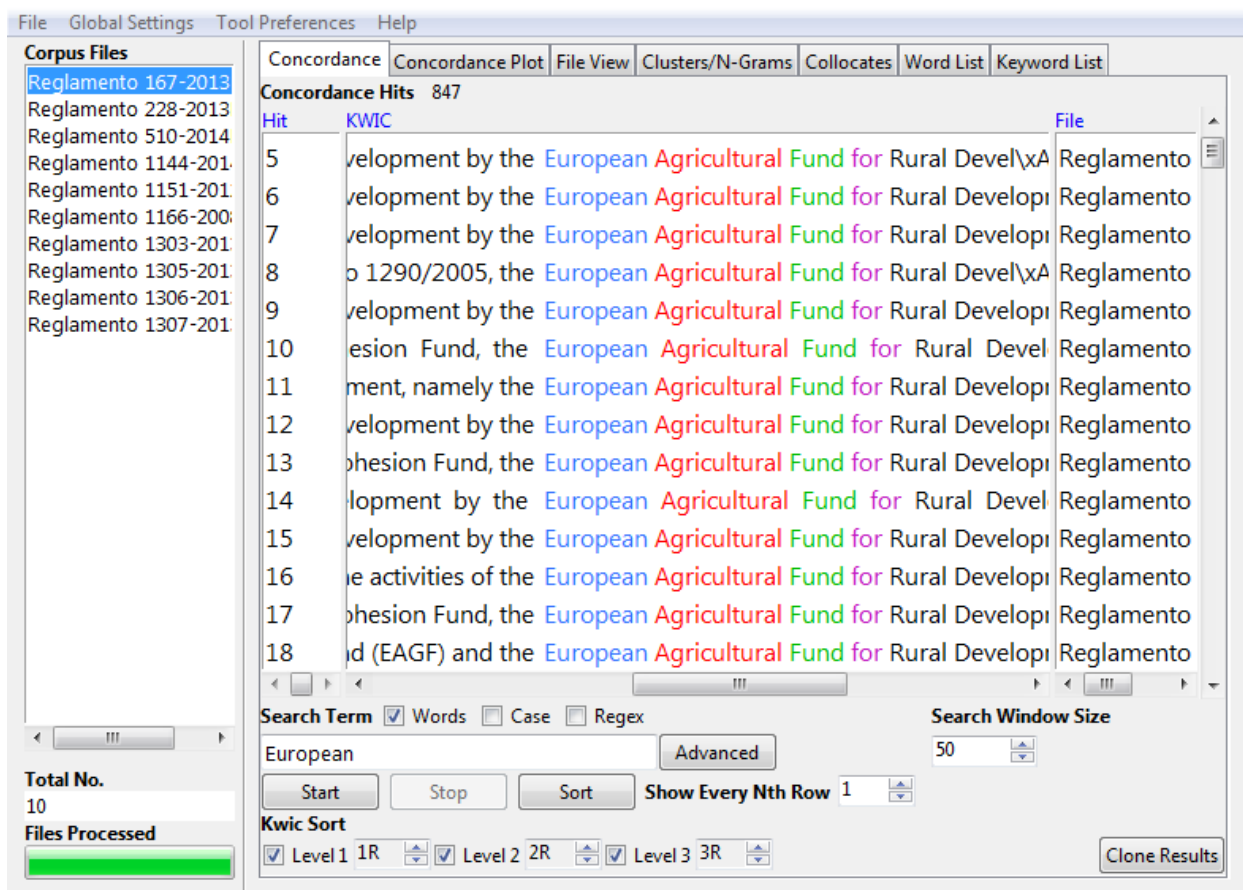 File Global Settings Tool Preferences Help
Corpus Files
Reglamento 167-2013
Reglamento 228-2013
Reglamento 510-2014
Reglamento 1144-201
Reglamento 1151-201
Reglamento 1166-200
Reglamento 1303-201
Reglamento 1305-201
Reglamento 1306-201
Reglamento 1307-201
Total No.
10
Files Processed
Concordance Concordance Plot File View Clusters/N-Grams Collocates Word List Keyword List
Concordance Hits 847
Hit KWIC File
5 velopment by the European Agricultural Fund for Rural Devel\xA Reglamento
6 velopment by the European Agricultural Fund for Rural Develop Reglamento
7 velopment by the European Agricultural Fund for Rural Develop Reglamento
8 o 1290/2005, the European Agricultural Fund for Rural Devel\xA Reglamento
9 velopment by the European Agricultural Fund for Rural Develop Reglamento
10 esion Fund, the European Agricultural Fund for Rural Devel Reglamento
11 ment, namely the European Agricultural Fund for Rural Develop Reglamento
12 velopment by the European Agricultural Fund for Rural Develop Reglamento
13 ohesion Fund, the European Agricultural Fund for Rural Develop Reglamento
14 lopment by the European Agricultural Fund for Rural Devel Reglamento
15 velopment by the European Agricultural Fund for Rural Develop Reglamento
16 e activities of the European Agricultural Fund for Rural Develop Reglamento
17 ohesion Fund, the European Agricultural Fund for Rural Develop Reglamento
18 d (EAGF) and the European Agricultural Fund for Rural Develop Reglamento
Search Term Words Case Regex Search Window Size
European Advanced 50
Start Stop Sort Show Every Nth Row 1
Kwic Sort
Level 1 1R Level 2 2R Level 3 3R Clone Results